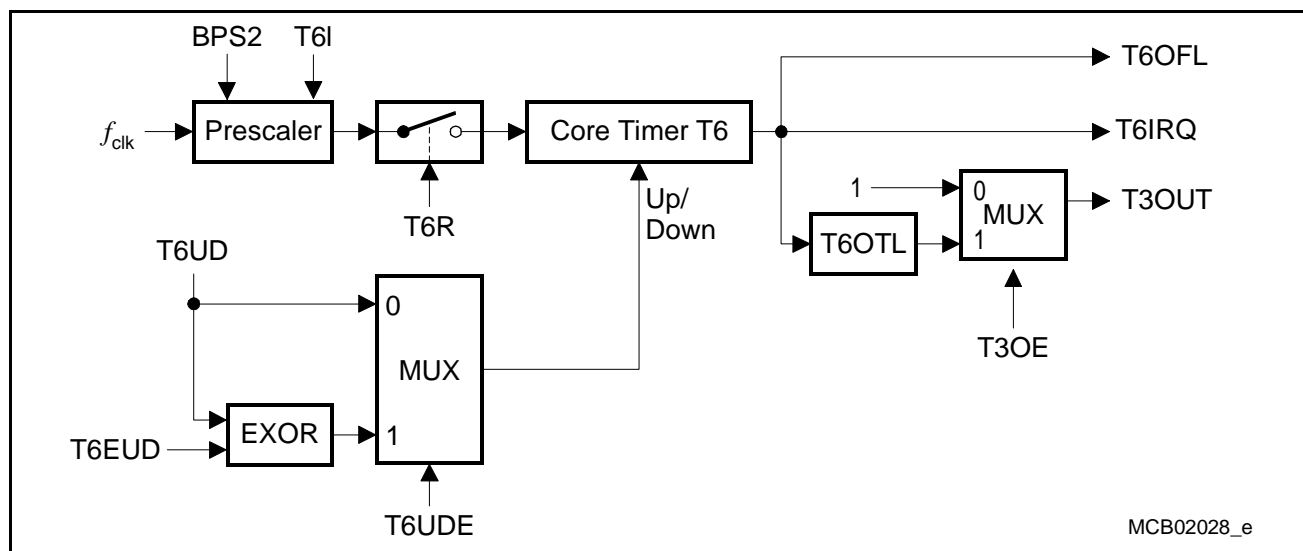 BPS2 T6I
T6OFL
fclk Prescaler Core Timer T6 T6IRQ
T6R
Up/
Down
1 0 MUX T3OUT
T6OTL 1
T6UD
0
MUX
T3OE
T6EUD EXOR 1
T6UDE
MCB02028_e